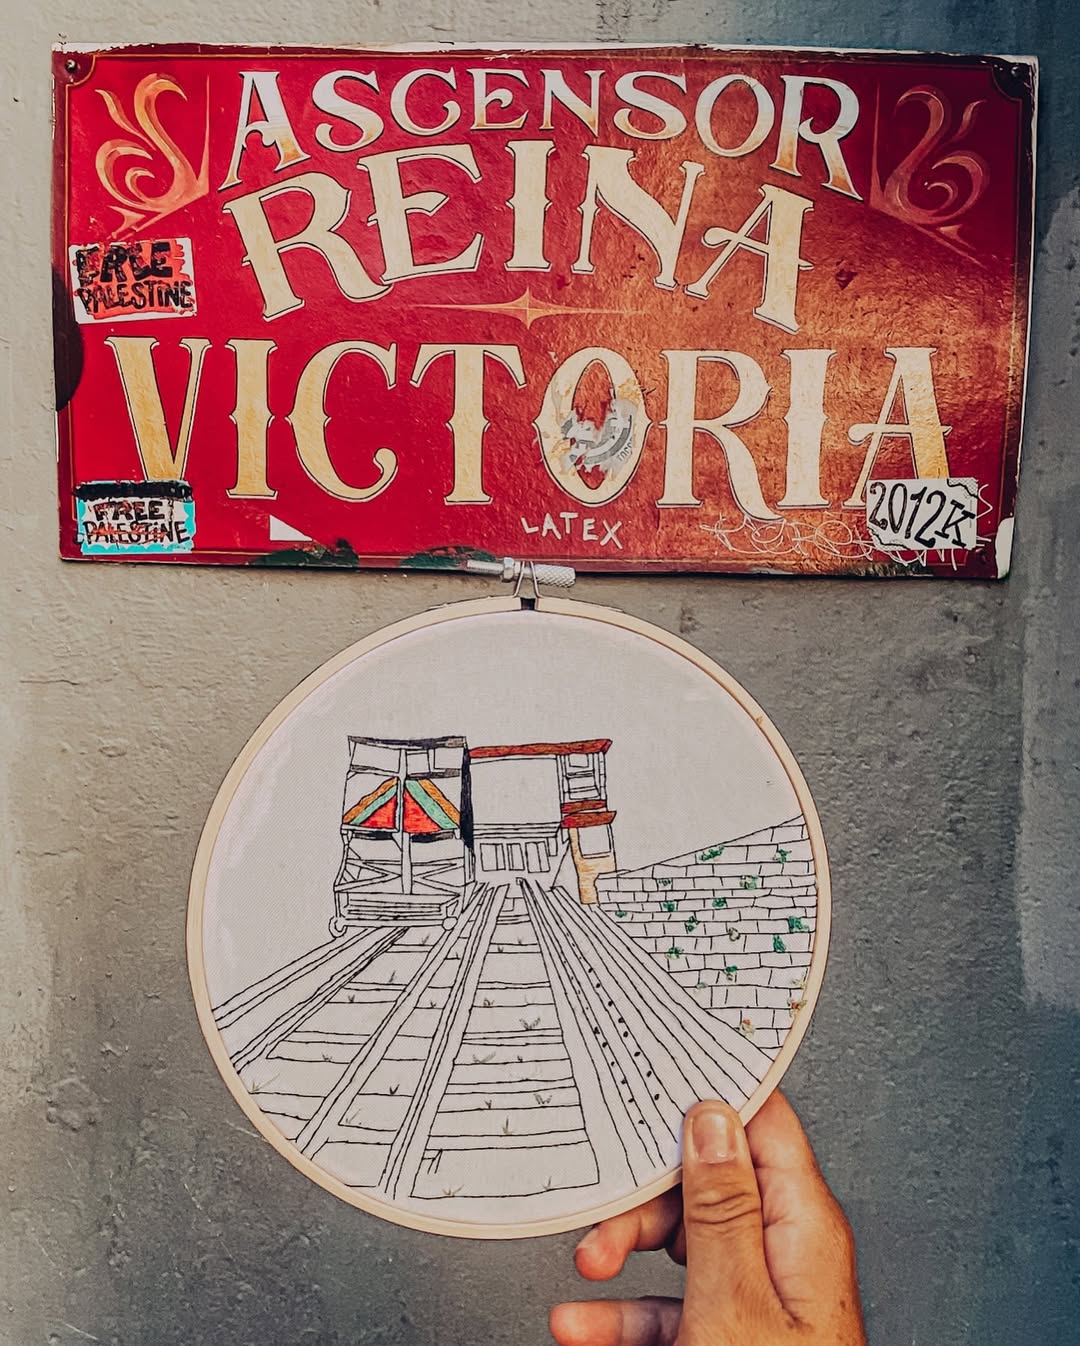 ASCENSOR
REINA
VICTORIA
FREE
PALESTINE
FREE
PALESTINE
LATEX
2012K